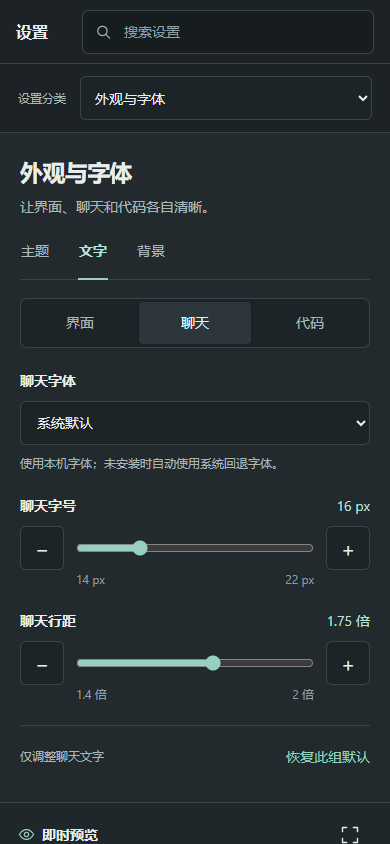 设置
搜索设置
设置分类
外观与字体
外观与字体
让界面、聊天和代码各自清晰。
主题 文字 背景
界面 聊天 代码
聊天字体
系统默认
使用本机字体；未安装时自动使用系统回退字体。
聊天字号 16 px
− +
14 px 22 px
聊天行距 1.75 倍
− +
1.4 倍 2 倍
仅调整聊天文字 恢复此组默认
即时预览